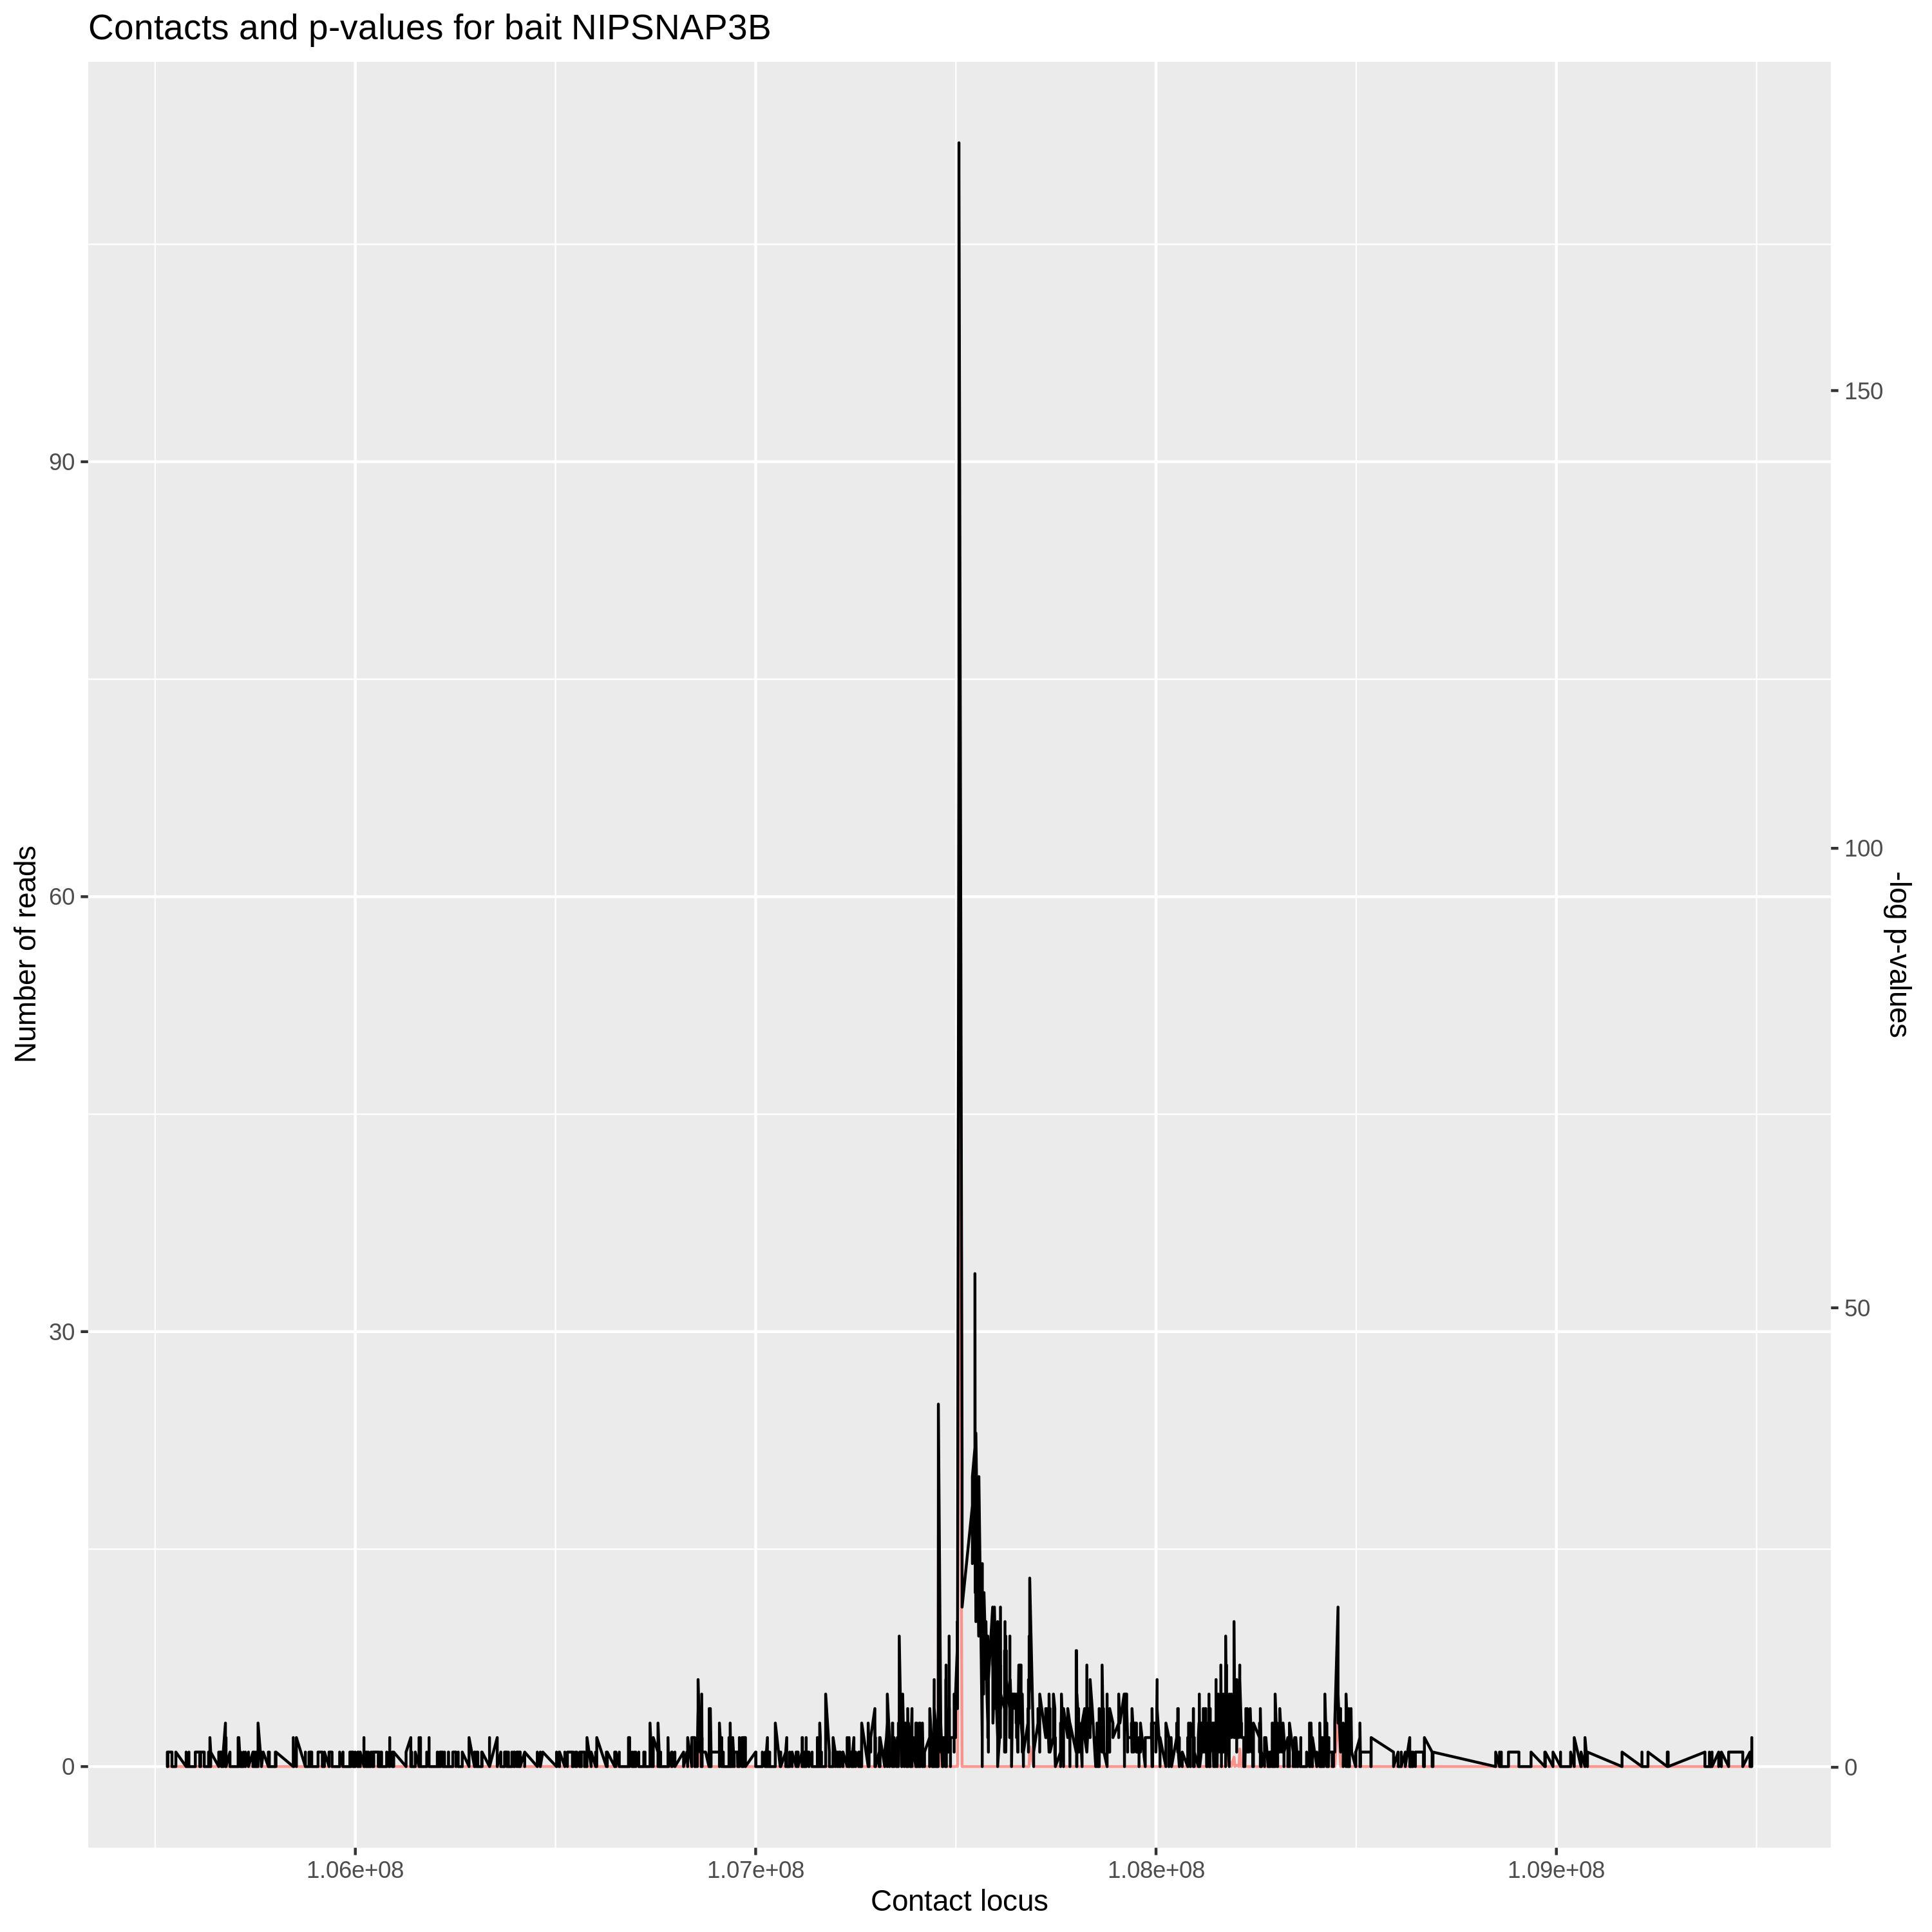 Contacts and p-values for bait NIPSNAP3B
Number of reads
90
60
30
0
150
100
50
0
-log p-values
1.06e+08
1.07e+08
1.08e+08
1.09e+08
Contact locus